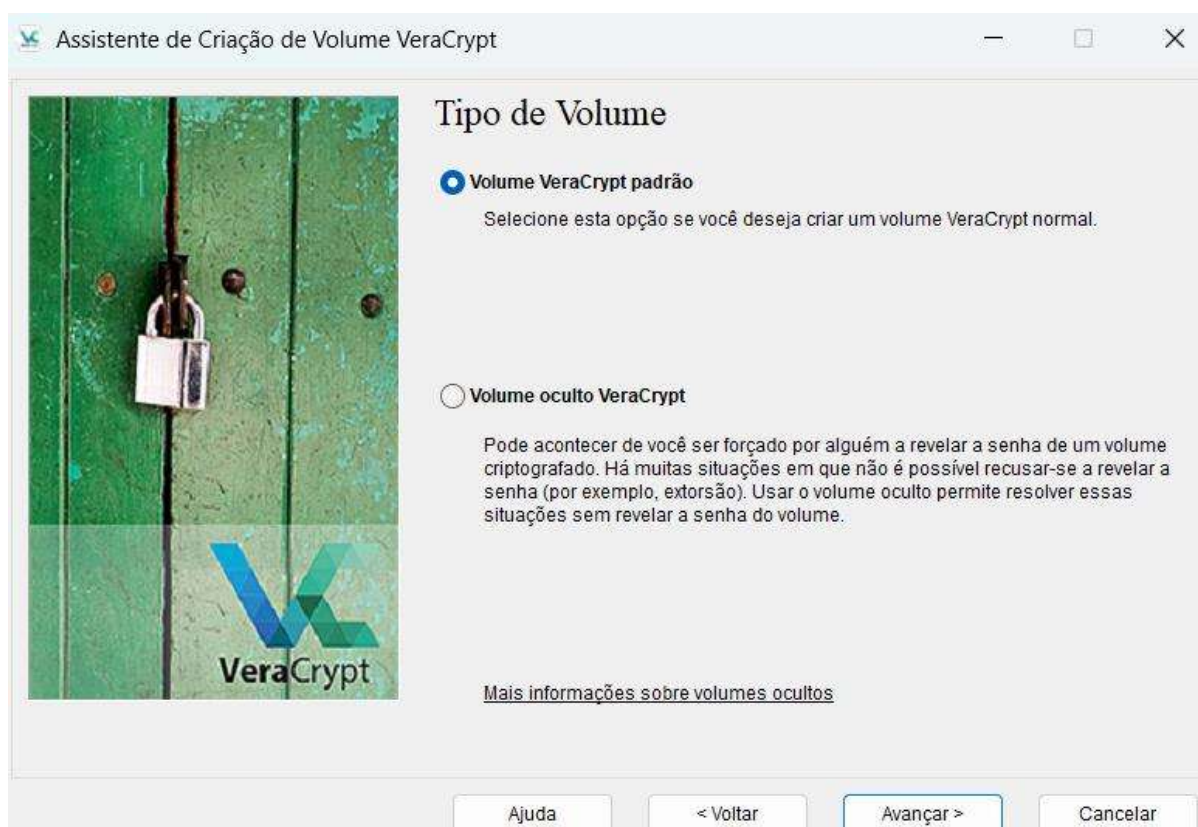 Assistente de Criação de Volume VeraCrypt
Tipo de Volume
Volume VeraCrypt padrão
Selecione esta opção se você deseja criar um volume VeraCrypt normal.
Volume oculto VeraCrypt
Pode acontecer de você ser forçado por alguém a revelar a senha de um volume
criptografado. Há muitas situações em que não é possível recusar-se a revelar a
senha (por exemplo, extorsão). Usar o volume oculto permite resolver essas
situações sem revelar a senha do volume.
VeraCrypt
Mais informações sobre volumes ocultos
Ajuda
< Voltar
Avançar >
Cancelar